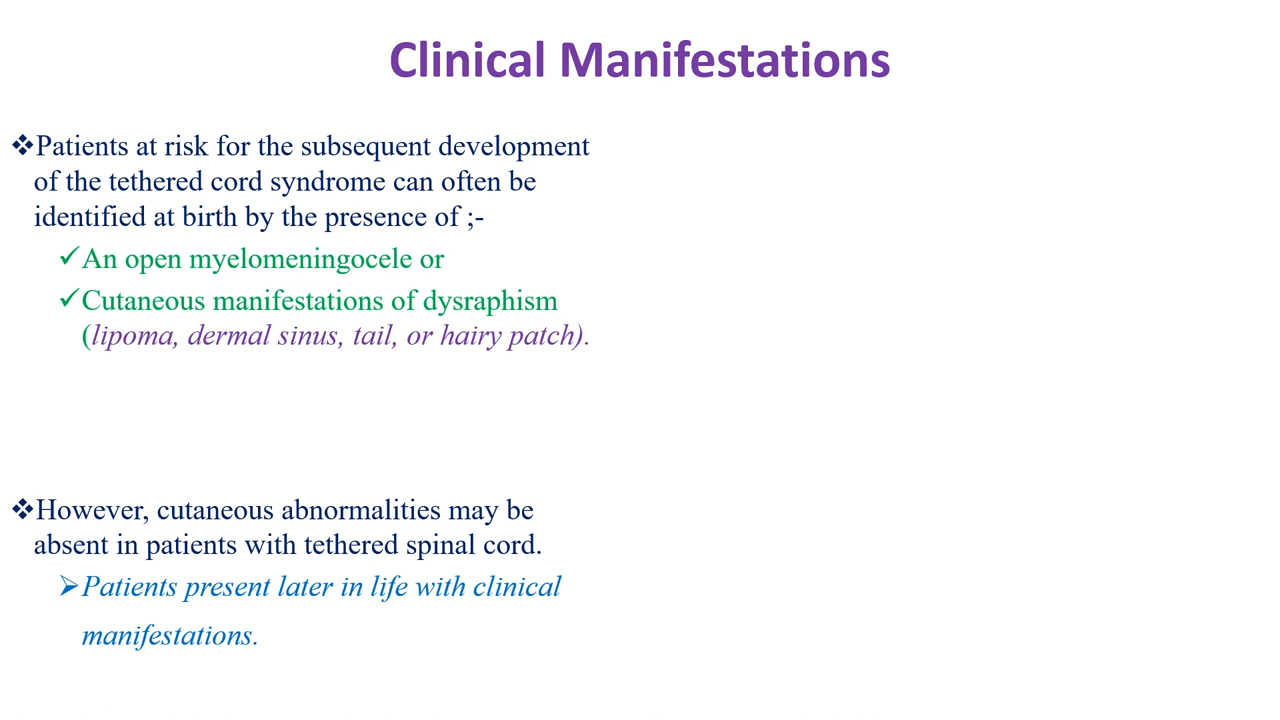 Clinical Manifestations
❖Patients at risk for the subsequent development
of the tethered cord syndrome can often be
identified at birth by the presence of ;-
✓An open myelomeningocele or
✓Cutaneous manifestations of dysraphism
(lipoma, dermal sinus, tail, or hairy patch).
❖However, cutaneous abnormalities may be
absent in patients with tethered spinal cord.
➢Patients present later in life with clinical
manifestations.